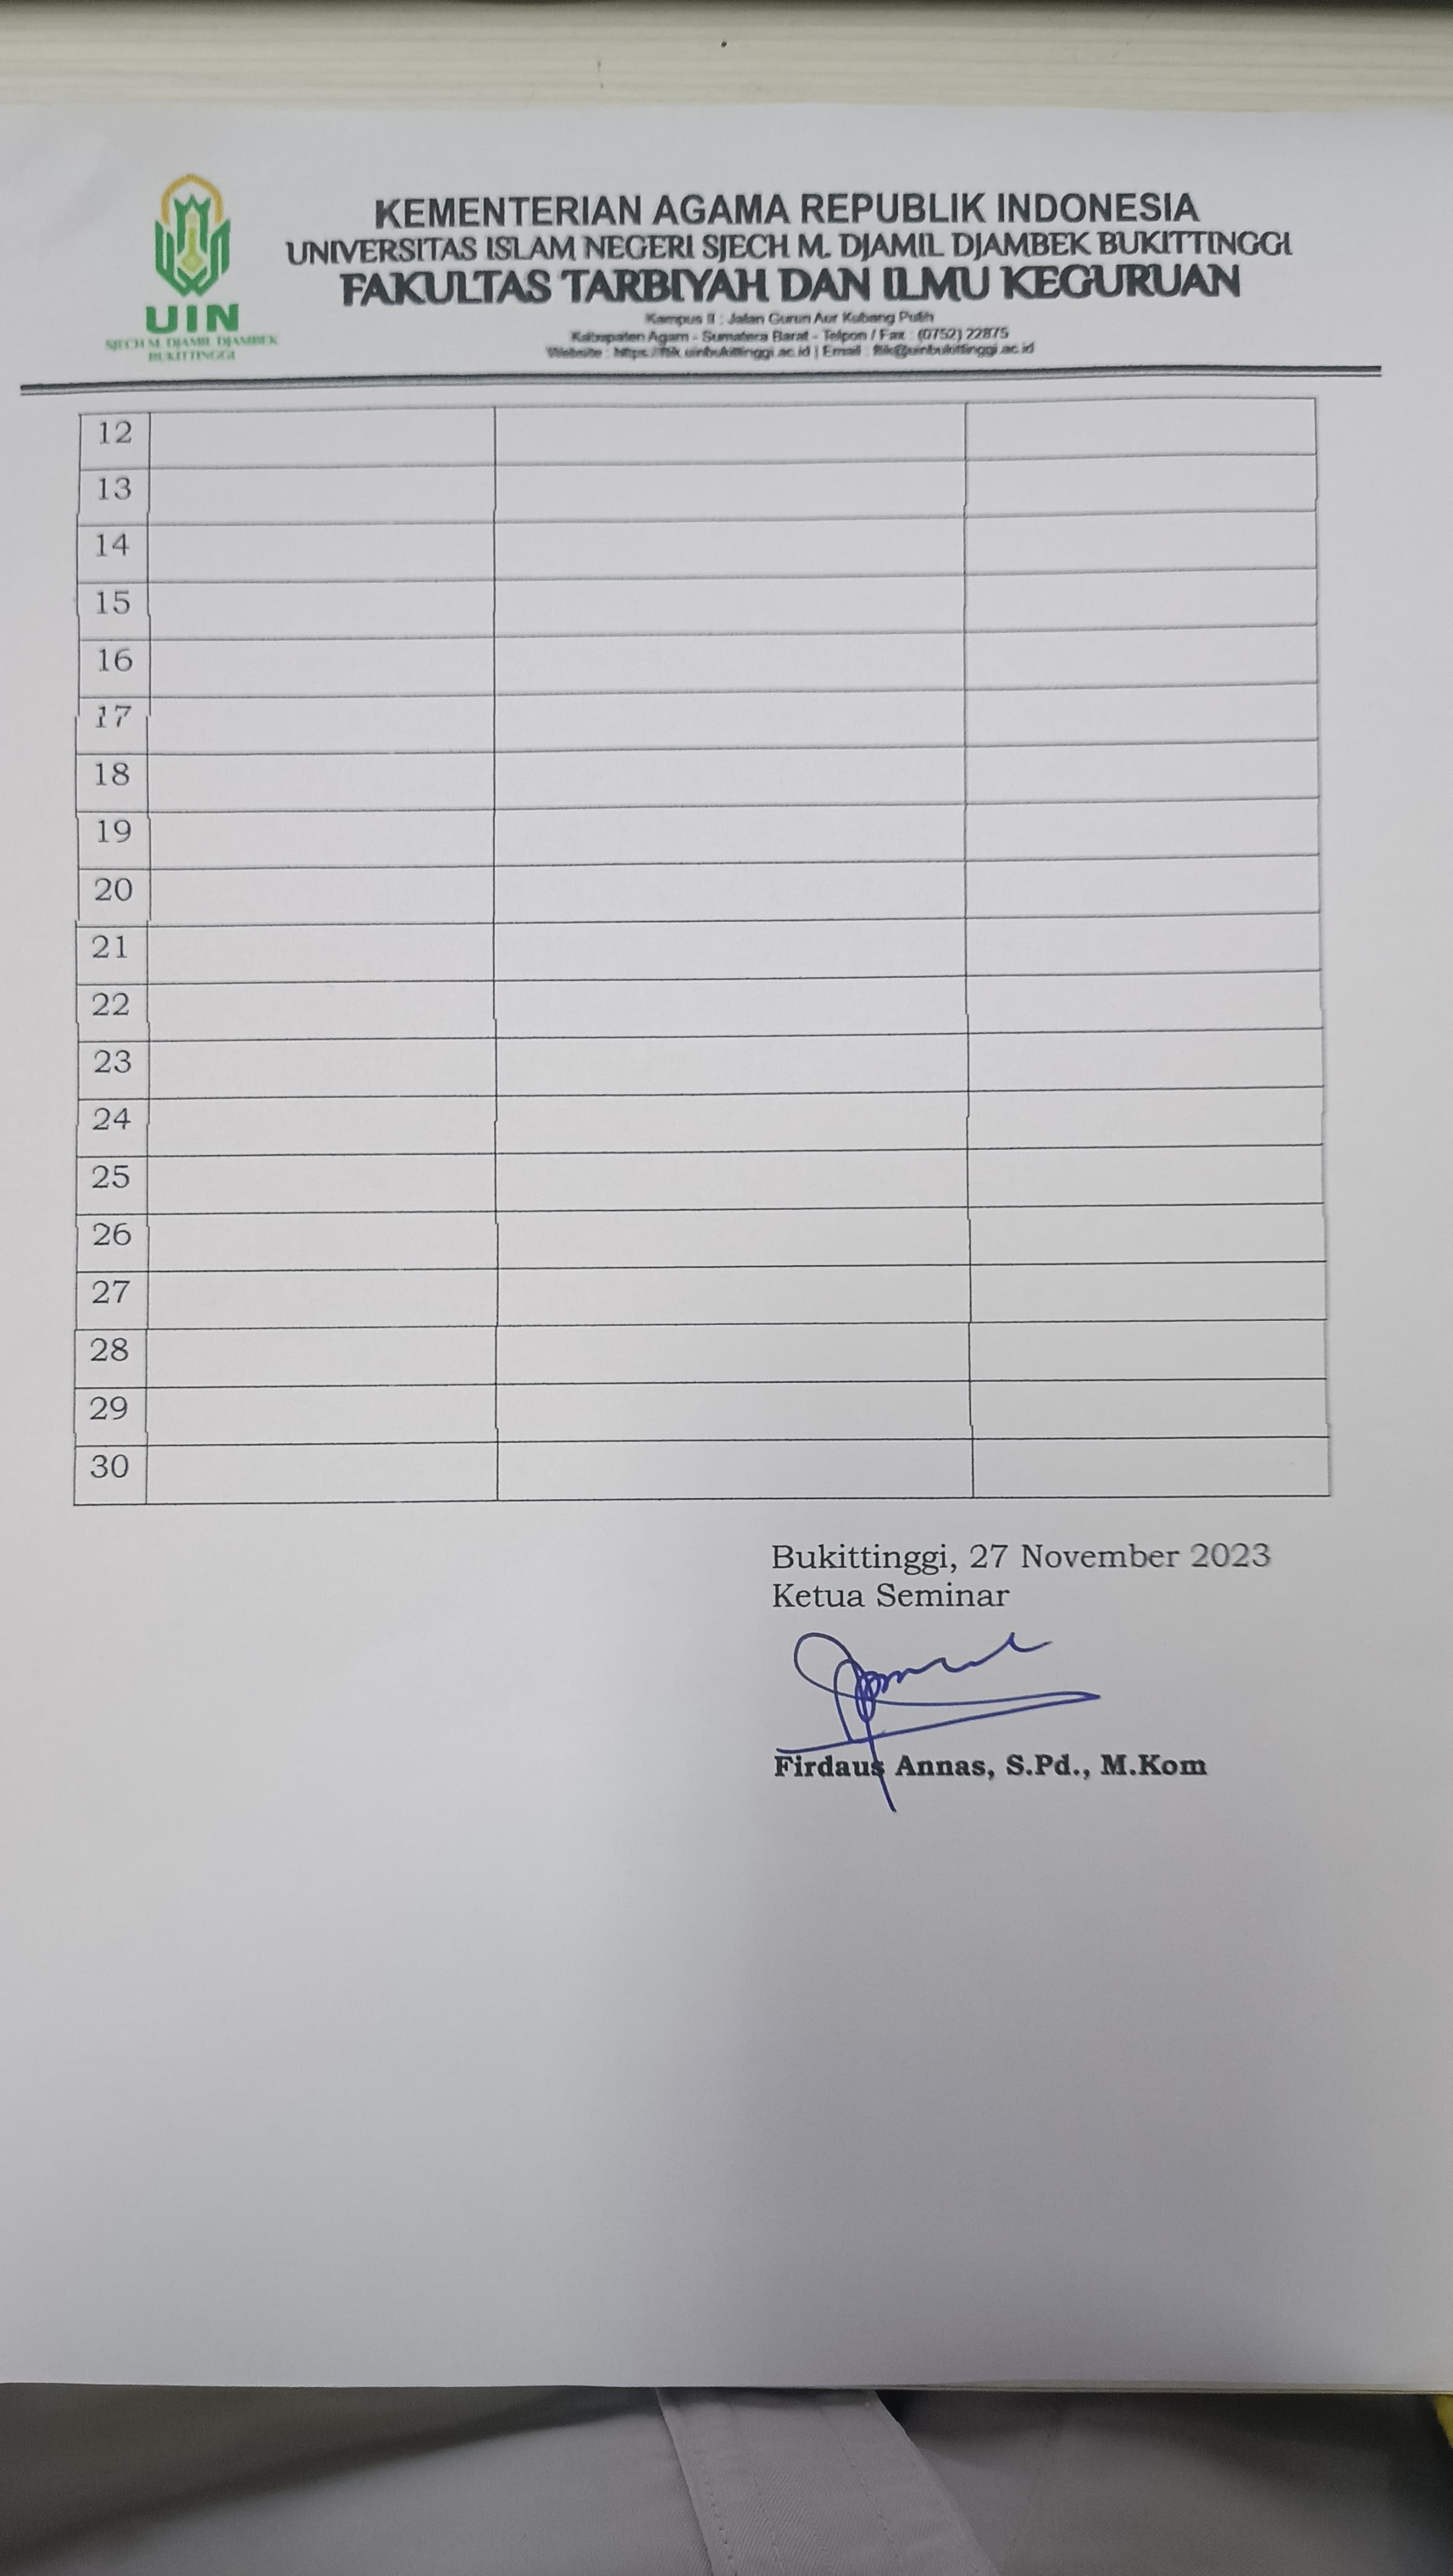 KEMENTERIAN AGAMA REPUBLIK INDONESIA
UNIVERSITAS ISLAM NEGERI SJECH M. DJAMIL DJAMBEK BUKITTINGGI
FAKULTAS TARBIYAH DAN ILMU KEGURUAN
Kampus II : Jalan Gurun Aur Kubang Putih
Kabupaten Agam - Sumatera Barat - Telpon / Fax : (0752) 22875
Website : https://ftik.uinbukittinggi.ac.id | Email : ftik@uinbukittinggi.ac.id
UIN
SJECH M. DJAMIL DJAMBEK
BUKITTINGGI
12
13
14
15
16
17
18
19
20
21
22
23
24
25
26
27
28
29
30
Bukittinggi, 27 November 2023
Ketua Seminar
Firdaus Annas, S.Pd., M.Kom